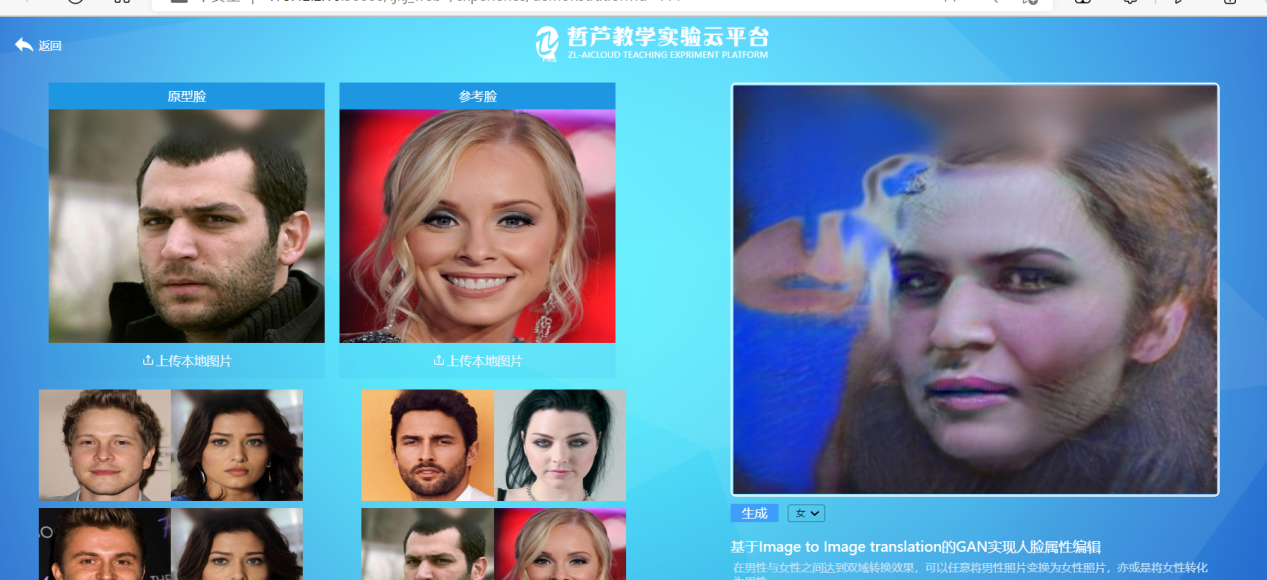 返回
哲芦教学实验云平台
ZL-AICLOUD TEACHING EXPRIMENT PLATFORM
原型脸
参考脸
上传本地图片
上传本地图片
生成
女
基于Image to Image translation的GAN实现人脸属性编辑
在男性与女性之间达到双域转换效果，可以任意将男性照片变换为女性照片，亦或是将女性转化